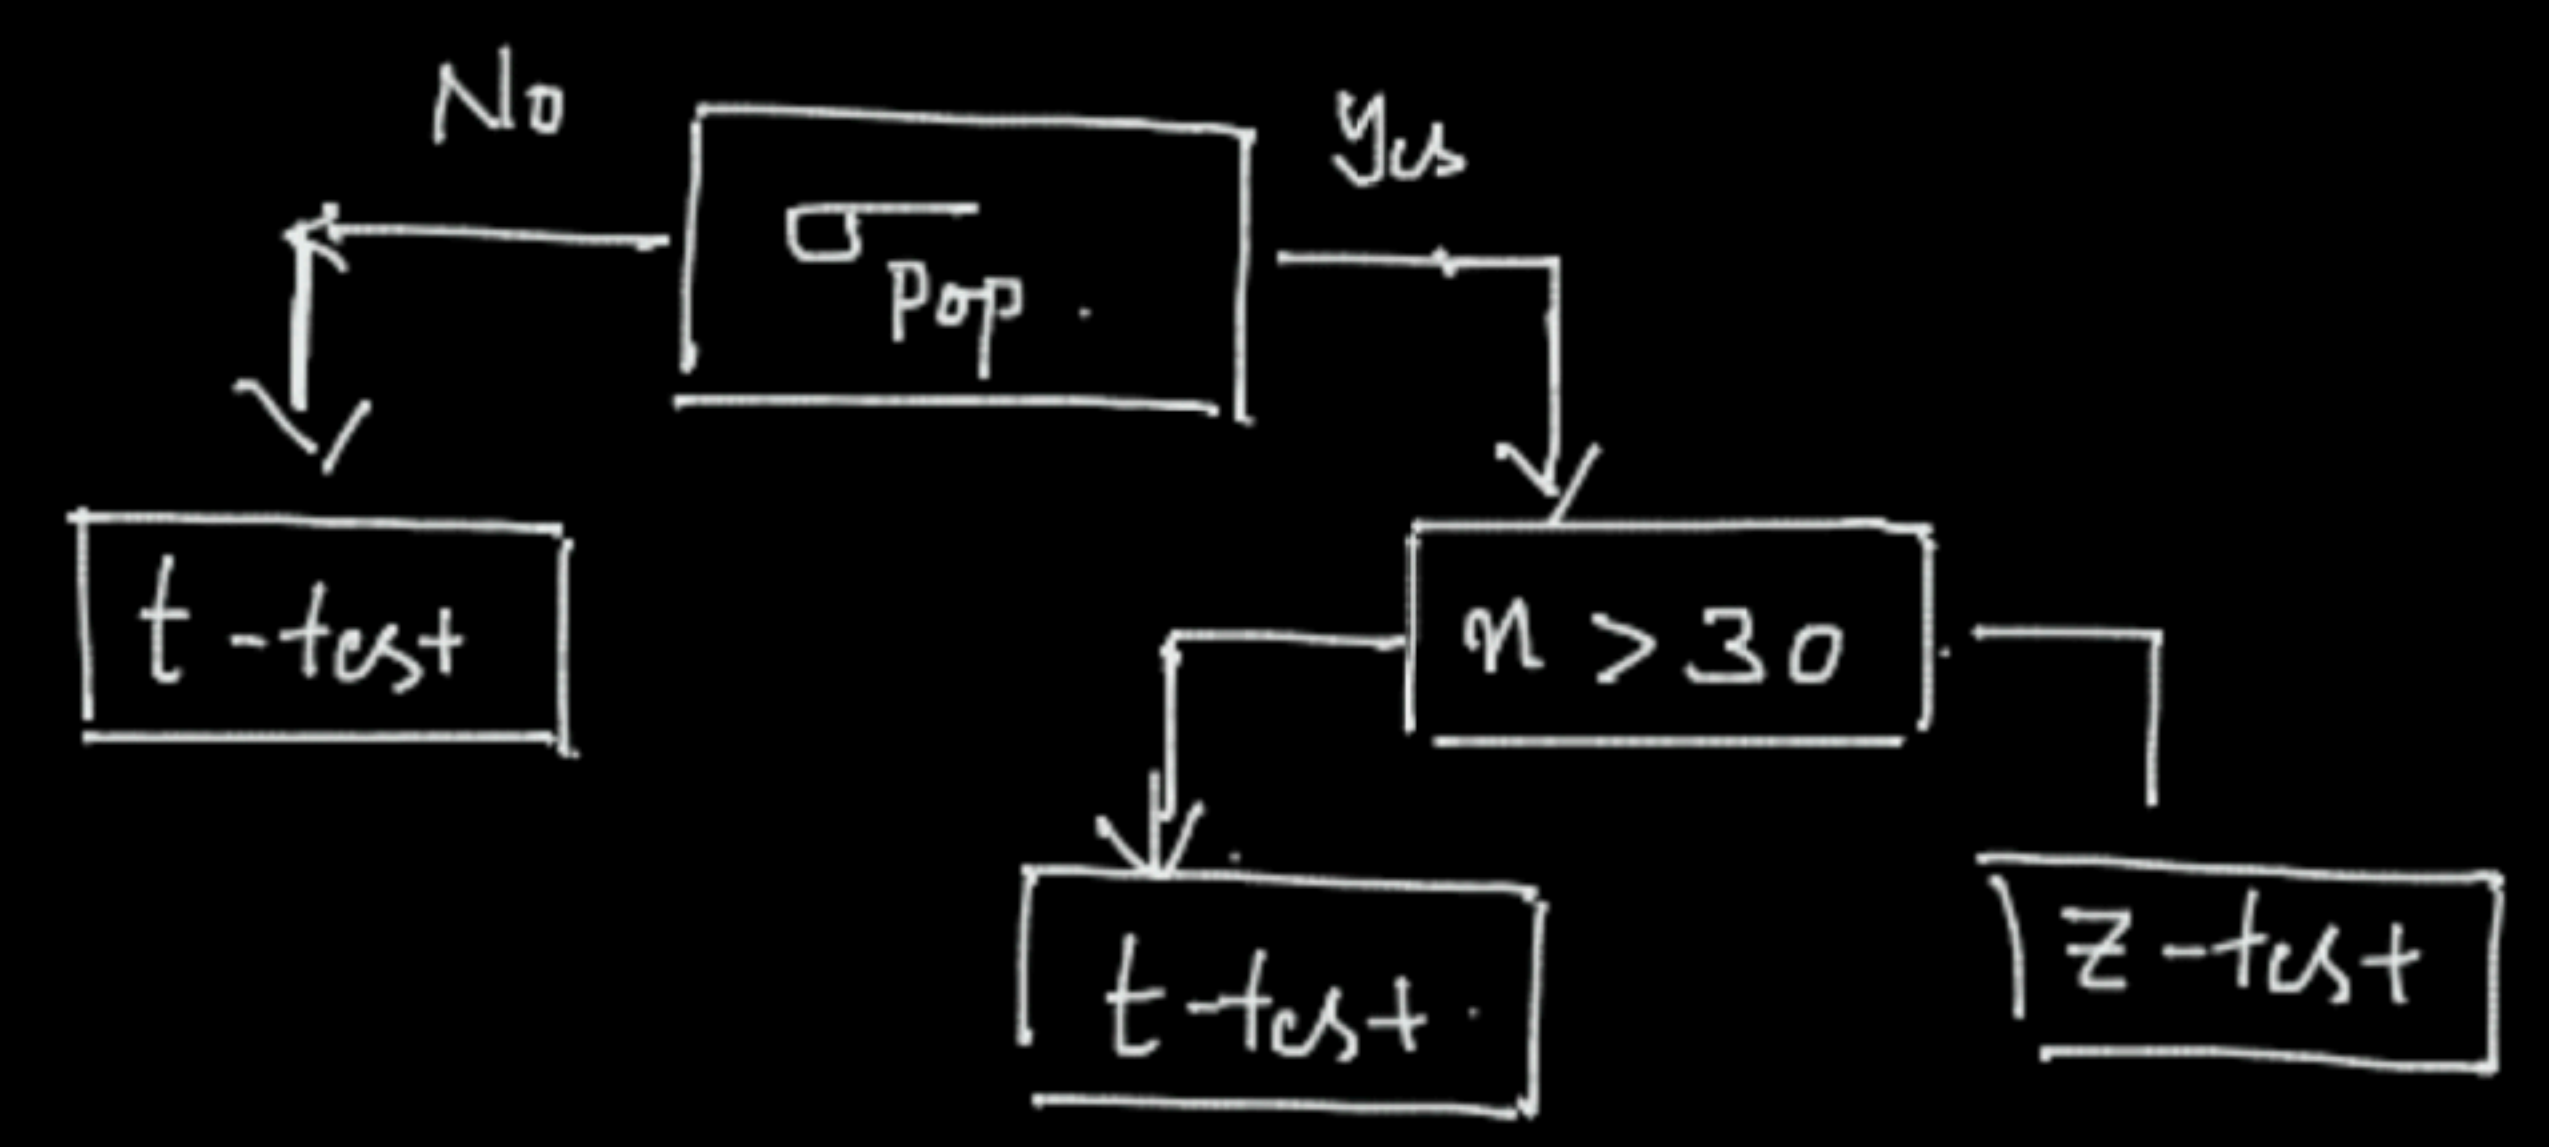 No
σ pop.
Yes
t-test
n > 30
t-test.
z-test